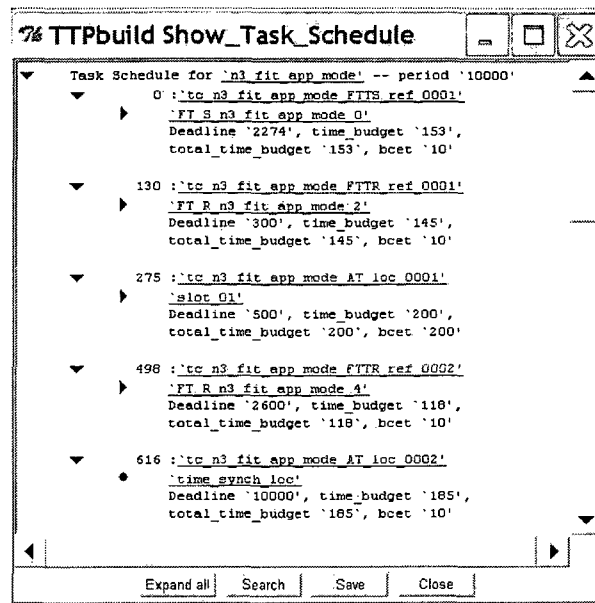 TTPbuild Show_Task_Schedule
Task Schedule for `n3_fit_app_mode' -- period `10000'
0 :`tc_n3_fit_app_mode_FTTS_ref_0001'
`FT_S_n3_fit_app_mode_0'
Deadline `2274', time_budget `153',
total_time_budget `153', bcet `10'
130 :`tc_n3_fit_app_mode_FTTR_ref_0001'
`FT_R_n3_fit_app_mode_2'
Deadline `300', time_budget `145',
total_time_budget `145', bcet `10'
275 :`tc_n3_fit_app_mode_AT_loc_0001'
`slot_01'
Deadline `500', time_budget `200',
total_time_budget `200', bcet `200'
498 :`tc_n3_fit_app_mode_FTTR_ref_0002'
`FT_R_n3_fit_app_mode_4'
Deadline `2600', time_budget `118',
total_time_budget `118', bcet `10'
616 :`tc_n3_fit_app_mode_AT_loc_0002'
`time_synch_loc'
Deadline `10000', time_budget `185',
total_time_budget `185', bcet `10'
Expand all Search Save Close